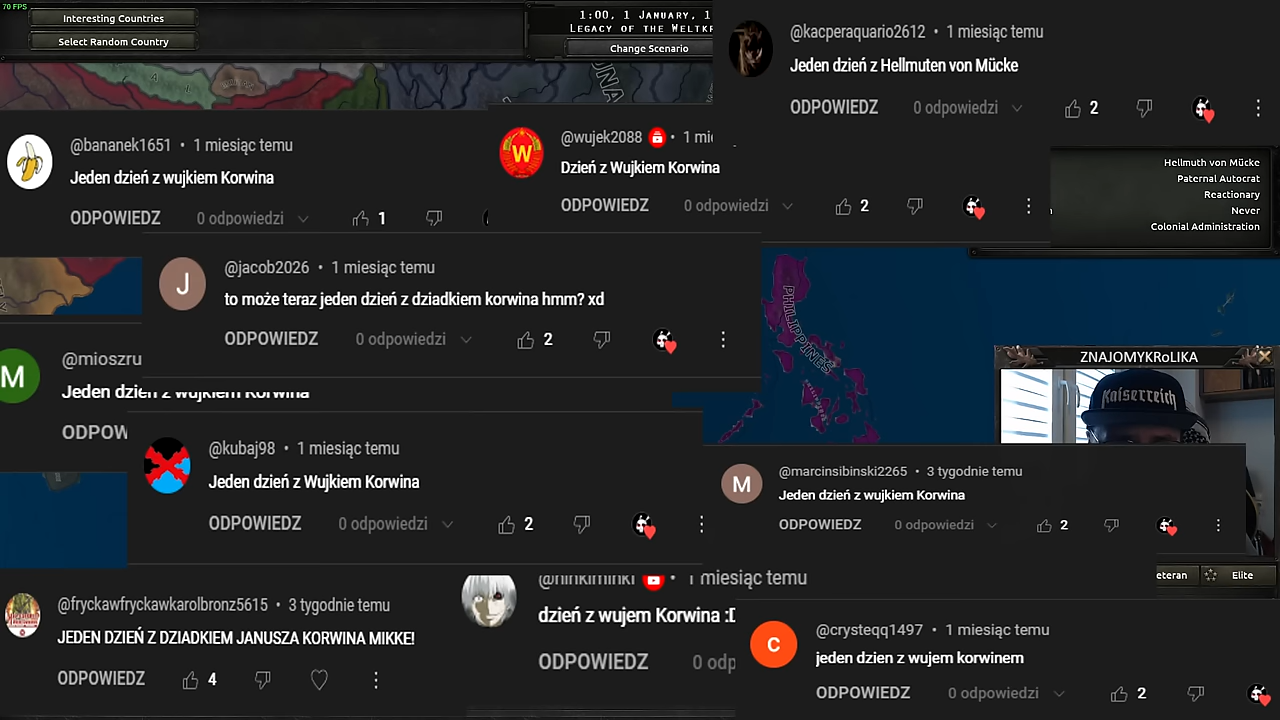 70 FPS
Interesting Countries
Select Random Country
1:00, 1 JANUARY, 1
LEGACY OF THE WELTKR
Change Scenario
@kacperaquario2612 • 1 miesiąc temu
Jeden dzień z Hellmuten von Mücke
ODPOWIEDZ 0 odpowiedzi 2
@bananek1651 • 1 miesiąc temu
Jeden dzień z wujkiem Korwina
ODPOWIEDZ 0 odpowiedzi 1
W
@wujek2088 • 1 mie
Dzień z Wujkiem Korwina
ODPOWIEDZ 0 odpowiedzi 2
Hellmuth von Mücke
Paternal Autocrat
Reactionary
Never
Colonial Administration
J
@jacob2026 • 1 miesiąc temu
to może teraz jeden dzień z dziadkiem korwina hmm? xd
ODPOWIEDZ 0 odpowiedzi 2
PHILIPPINES
M
@mioszru
Jeden dzień z wujkiem Korwina
ODPOW
ZNAJOMYKRoLIKA
Kaiserreich
@kubaj98 • 1 miesiąc temu
Jeden dzień z Wujkiem Korwina
ODPOWIEDZ 0 odpowiedzi 2
M
@marcinsibinski2265 • 3 tygodnie temu
Jeden dzień z wujkiem Korwina
ODPOWIEDZ 0 odpowiedzi 2
eteran
Elite
@fryckawfryckawkarolbronz5615 • 3 tygodnie temu
JEDEN DZIEŃ Z DZIADKIEM JANUSZA KORWINA MIKKE!
ODPOWIEDZ 4
@ninkiminki • 1 miesiąc temu
dzień z wujem Korwina :D
ODPOWIEDZ 0 odp
C
@crysteqq1497 • 1 miesiąc temu
jeden dzien z wujem korwinem
ODPOWIEDZ 0 odpowiedzi 2